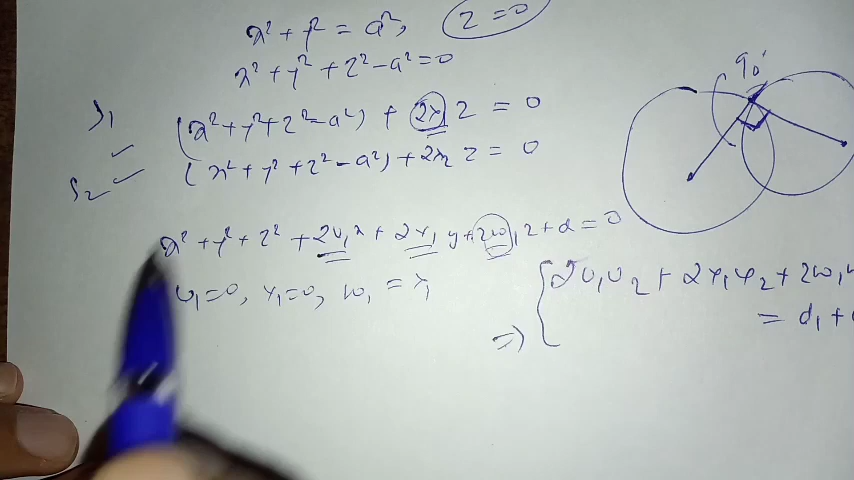 x² + y² = a², z = 0
x² + y² + z² - a² = 0
S₁ (x² + y² + z² - a²) + 2λ₁ z = 0
S₂ (x² + y² + z² - a²) + 2λ₂ z = 0
x² + y² + z² + 2u₁x + 2v₁y + 2w₁z + d = 0
u₁ = 0, v₁ = 0, w₁ = λ₁
90°
⇒ { 2u₁u₂ + 2v₁v₂ + 2w₁
= d₁ +